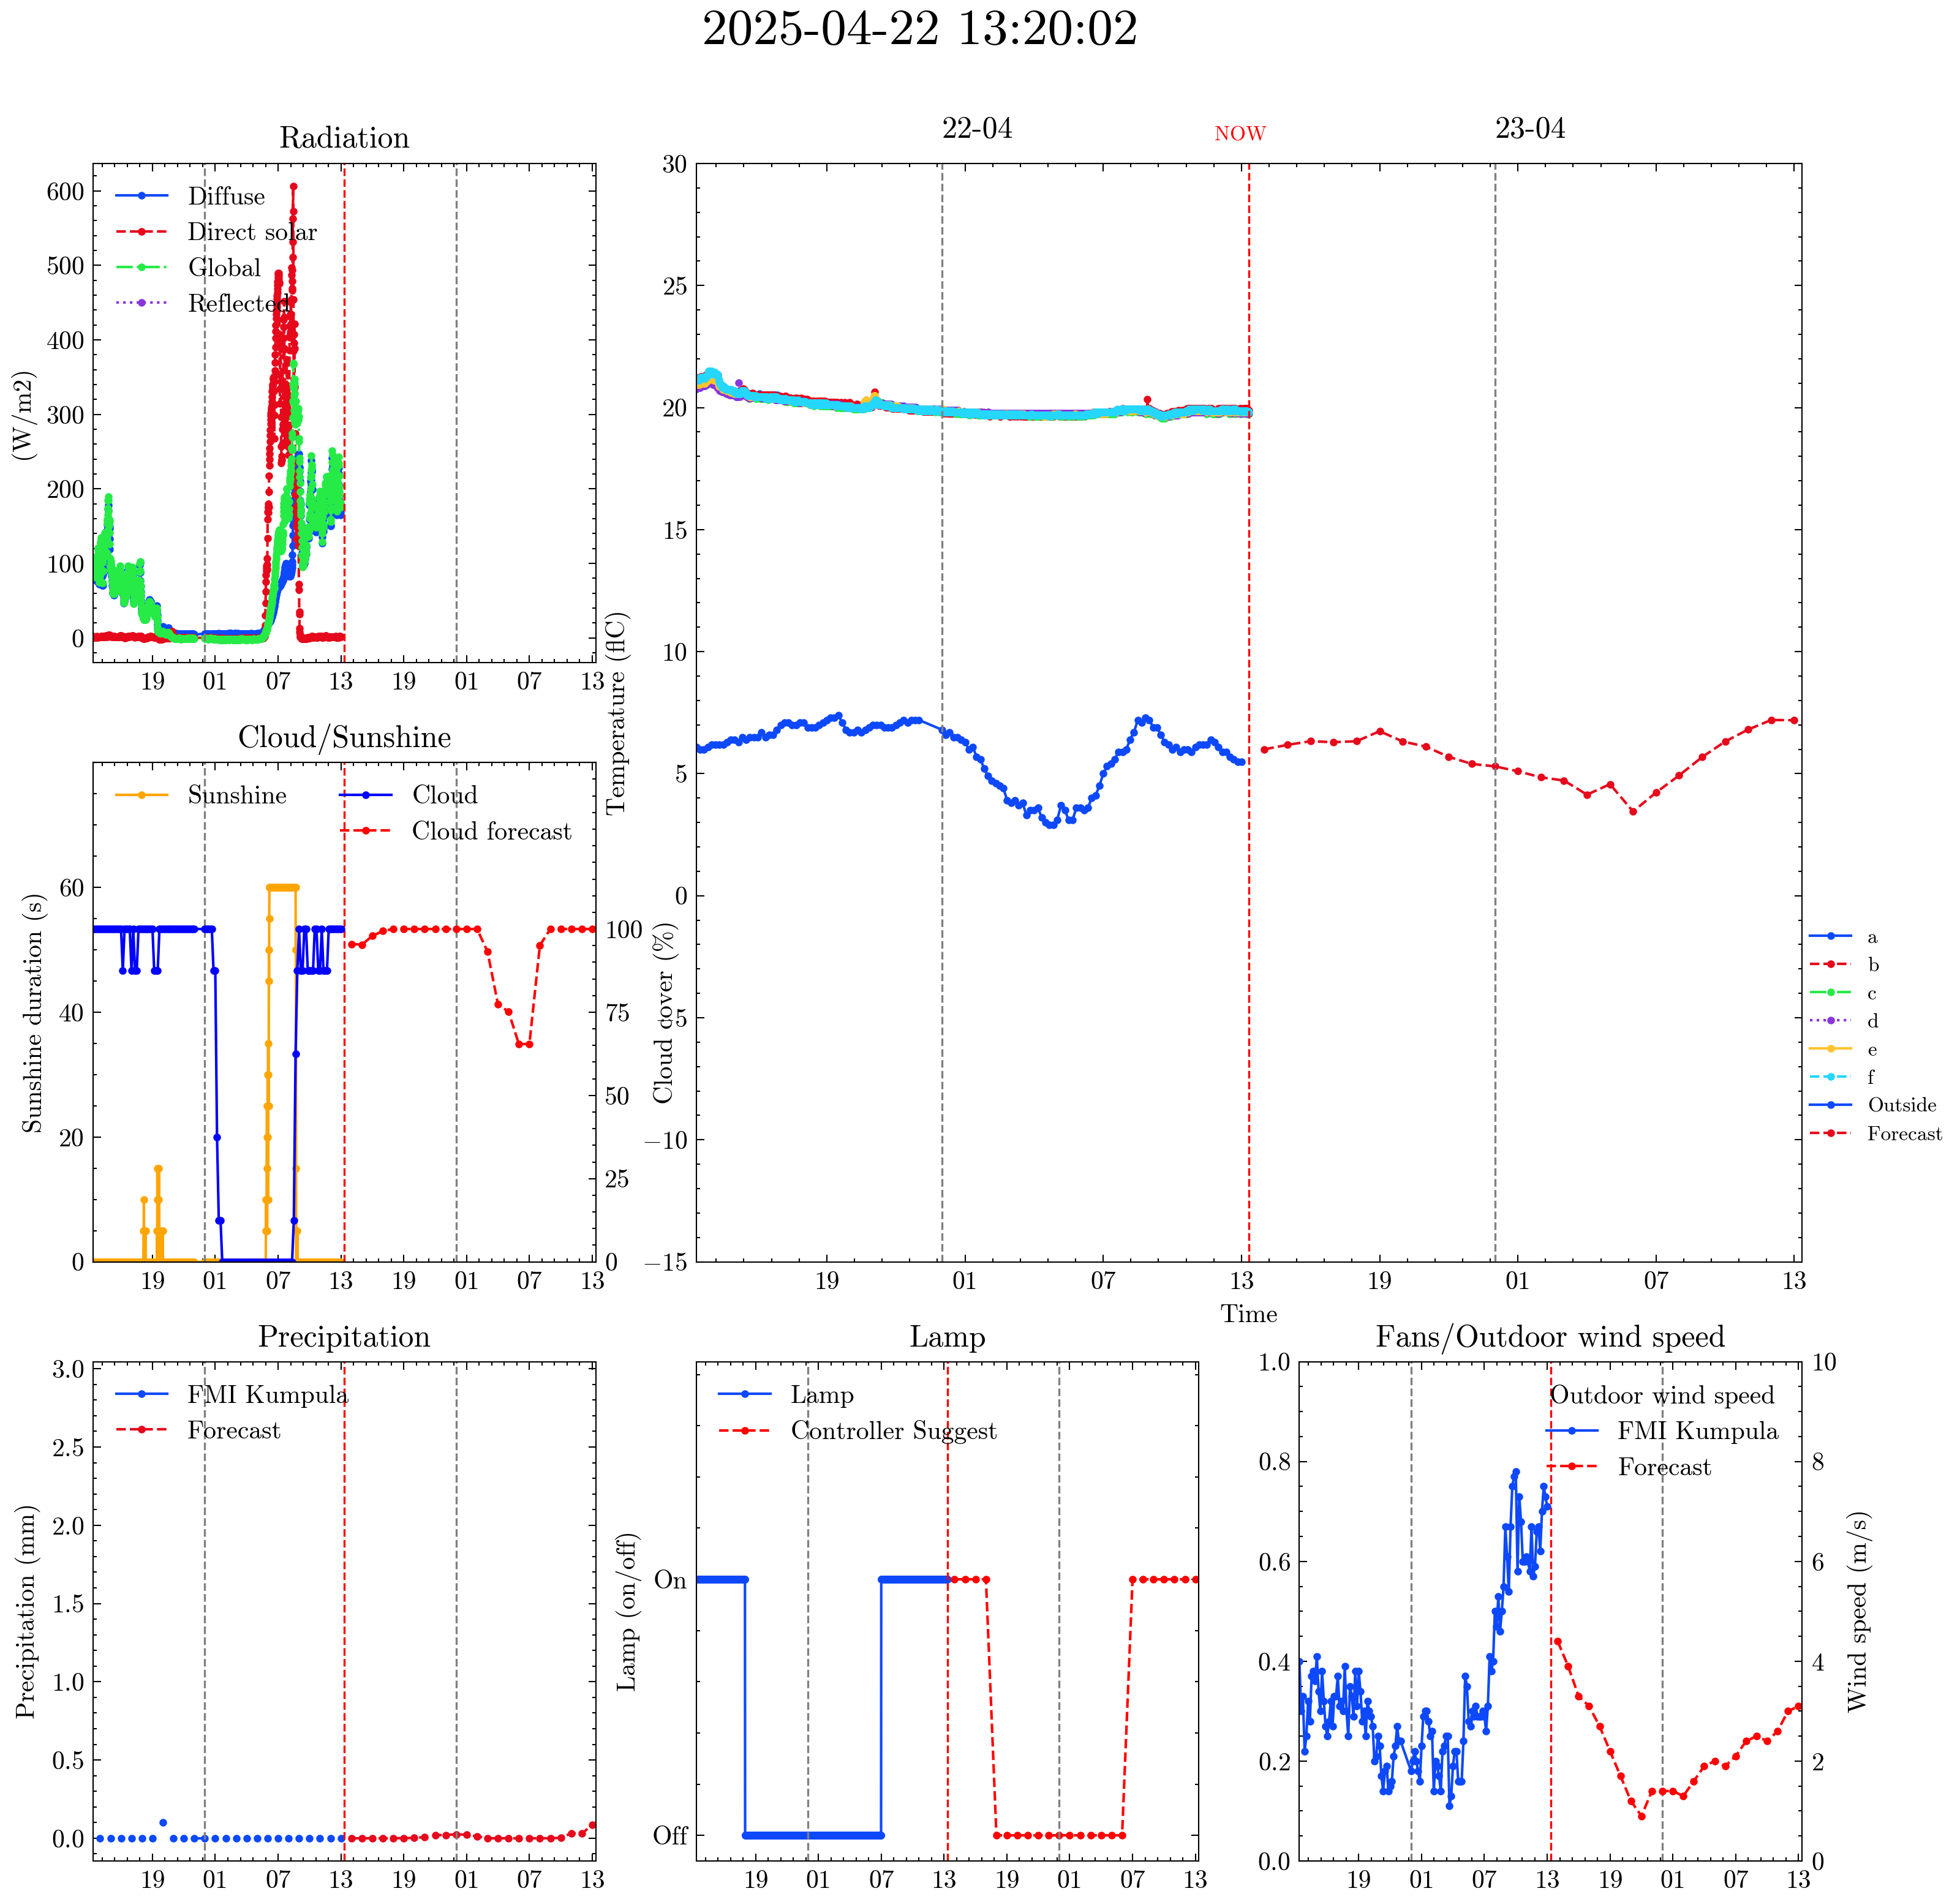 2025-04-22 13:20:02
Radiation
22-04
NOW
23-04
Diffuse
Direct solar
Global
Reflected
(W/m2)
600
500
400
300
200
100
0
19 01 07 13 19 01 07 13
Cloud/Sunshine
Sunshine
Cloud
Cloud forecast
Sunshine duration (s)
60
40
20
0
Cloud cover (%)
100
75
50
25
0
19 01 07 13 19 01 07 13
Temperature (flC)
30
25
20
15
10
5
0
−5
−10
−15
19 01 07 13 19 01 07 13
Time
a
b
c
d
e
f
Outside
Forecast
Precipitation
FMI Kumpula
Forecast
Precipitation (mm)
3.0
2.5
2.0
1.5
1.0
0.5
0.0
19 01 07 13 19 01 07 13
Lamp
Lamp
Controller Suggest
Lamp (on/off)
On
Off
19 01 07 13 19 01 07 13
Fans/Outdoor wind speed
Outdoor wind speed
FMI Kumpula
Forecast
1.0
0.8
0.6
0.4
0.2
0.0
10
8
6
4
2
0
Wind speed (m/s)
19 01 07 13 19 01 07 13